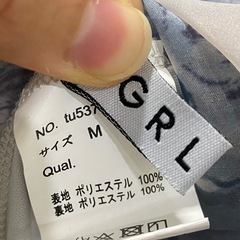 GRL
NO. tu537
サイズ M
Qual.
表地 ポリエステル 100%
裏地 ポリエステル 100%